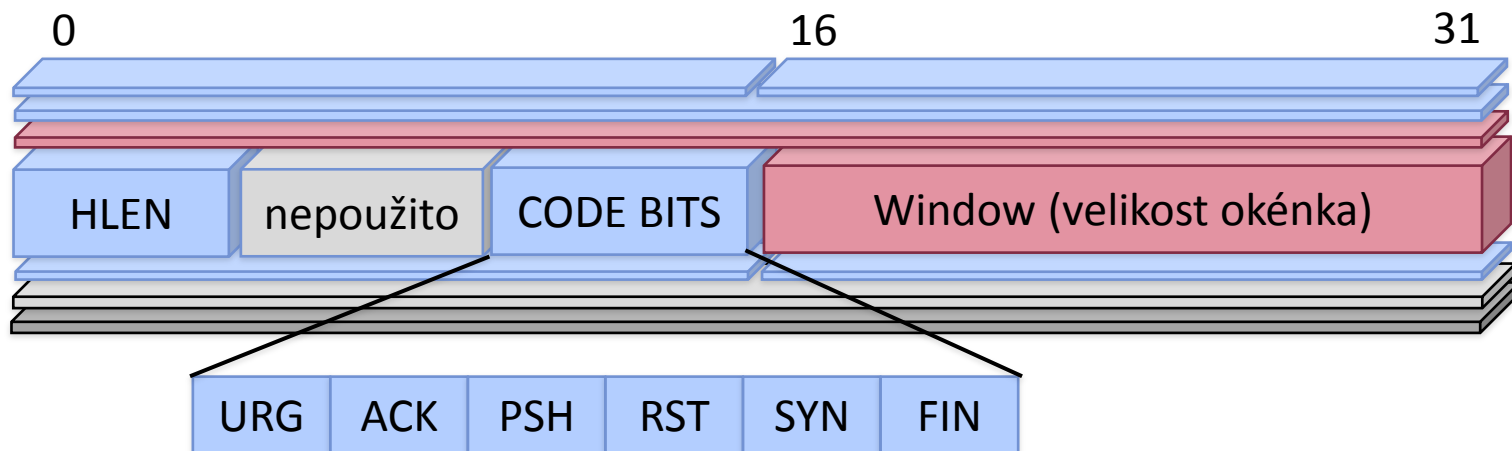 0 16 31
HLEN nepoužito CODE BITS Window (velikost okénka)
URG ACK PSH RST SYN FIN